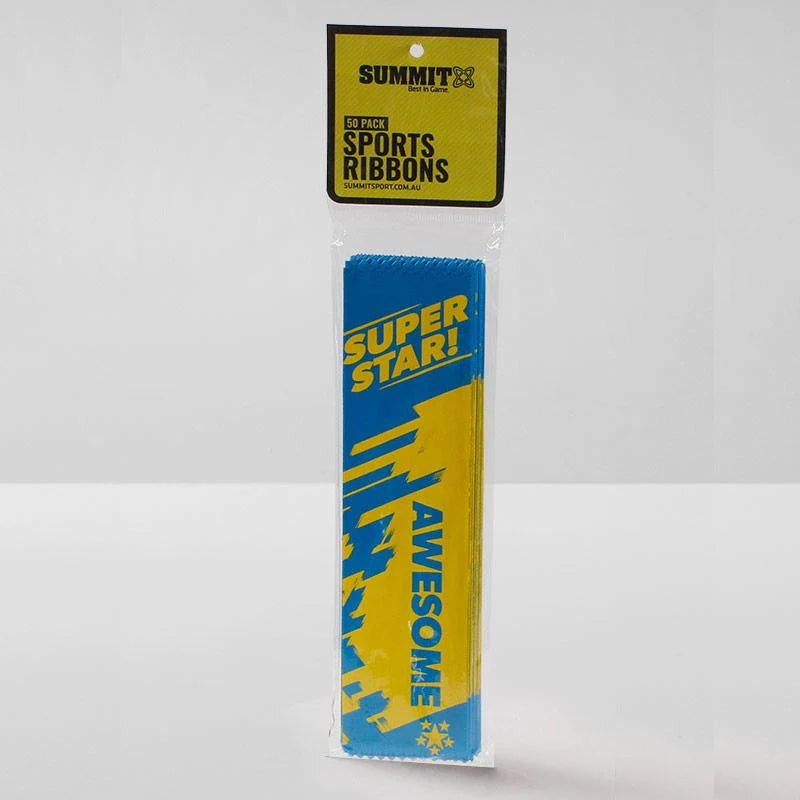 SUMMIT
Best In Game.
50 PACK
SPORTS
RIBBONS
SUMMITSPORT.COM.AU
SUPER
STAR!
AWESOME